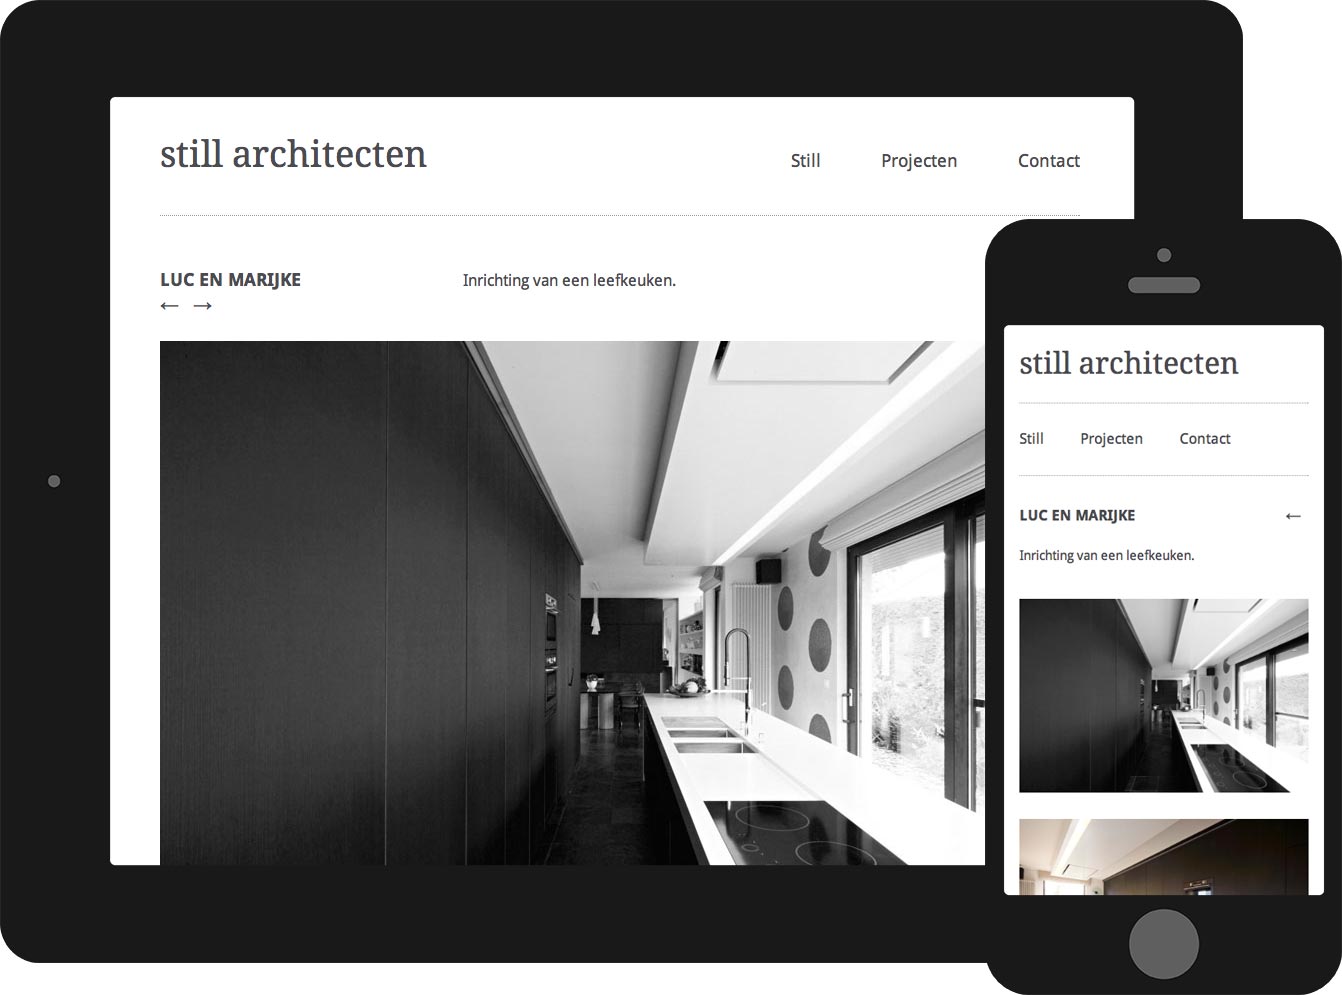 still architecten
Still Projecten Contact
LUC EN MARIJKE Inrichting van een leefkeuken.
← →
still architecten
Still Projecten Contact
LUC EN MARIJKE ←
Inrichting van een leefkeuken.